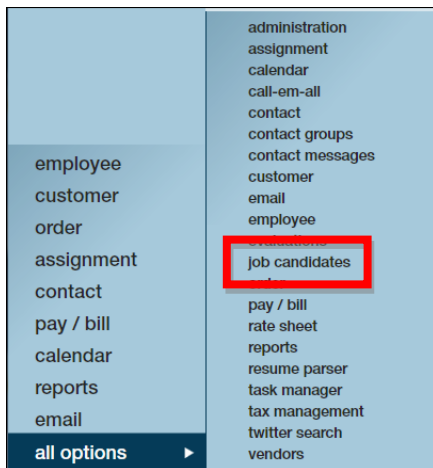 employee
customer
order
assignment
contact
pay / bill
calendar
reports
email
all options
administration
assignment
calendar
call-em-all
contact
contact groups
contact messages
customer
email
employee
evaluations
job candidates
order
pay / bill
rate sheet
reports
resume parser
task manager
tax management
twitter search
vendors